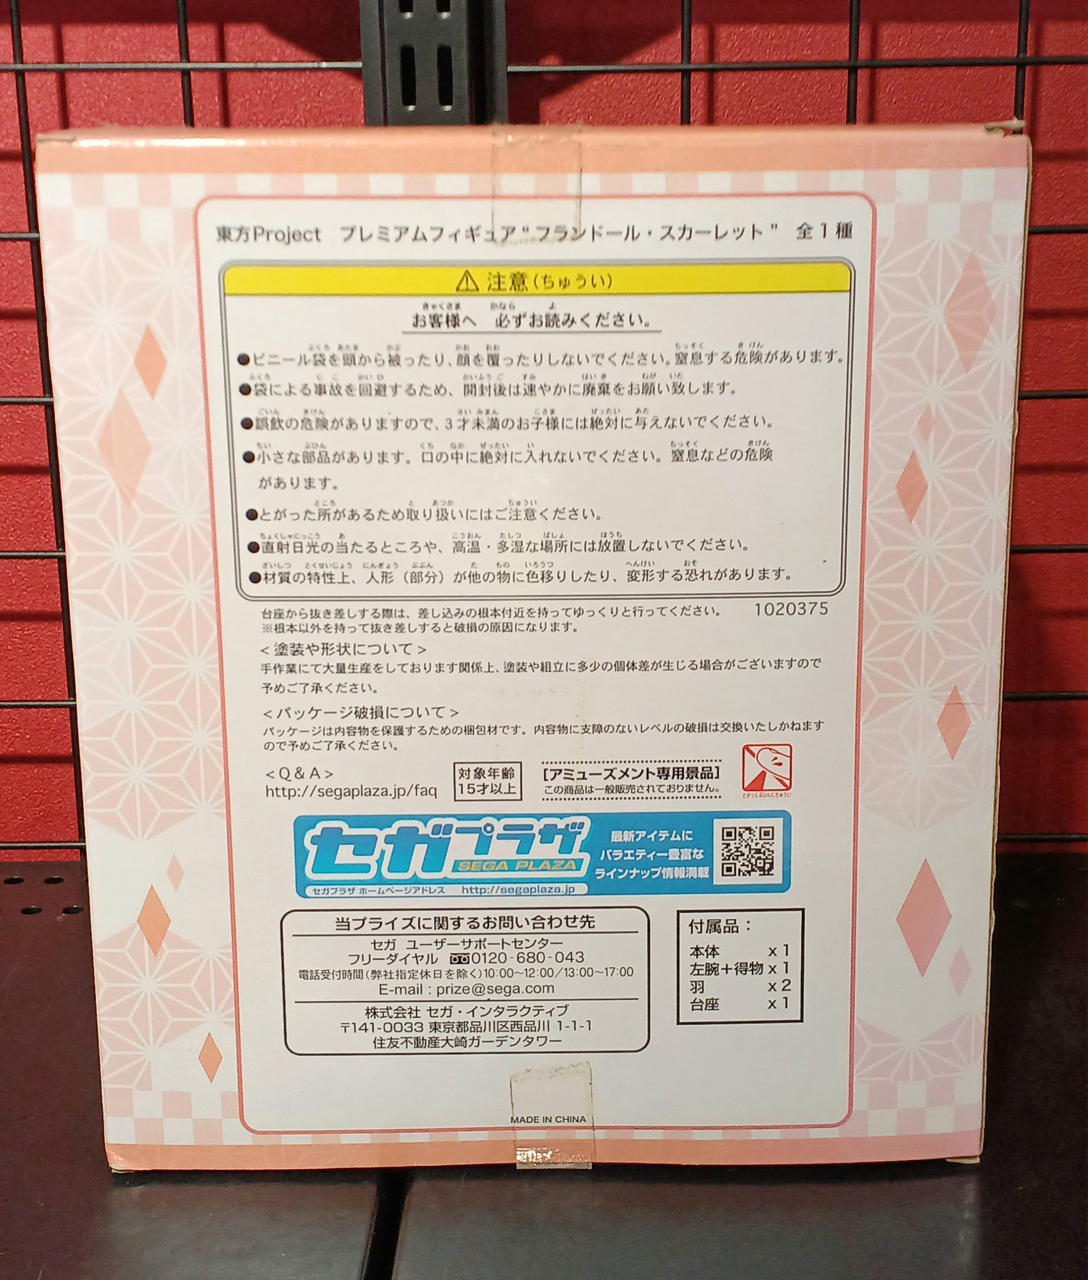 東方Project プレミアムフィギュア“フランドール・スカーレット” 全1種
⚠ 注意(ちゅうい)
お客様へ 必ずお読みください。
●ビニール袋を頭から被ったり、顔を覆ったりしないでください。窒息する危険があります。
●袋による事故を回避するため、開封後は速やかに廃棄をお願い致します。
●誤飲の危険がありますので、3才未満のお子様には絶対に与えないでください。
●小さな部品があります。口の中に絶対に入れないでください。窒息などの危険
があります。
●とがった所があるため取り扱いにはご注意ください。
●直射日光の当たるところや、高温・多湿な場所には放置しないでください。
●材質の特性上、人形(部分)が他の物に色移りしたり、変形する恐れがあります。
台座から抜き差しする際は、差し込みの根本付近を持ってゆっくりと行ってください。 1020375
※根本以外を持って抜き差しすると破損の原因になります。
<塗装や形状について>
手作業にて大量生産をしております関係上、塗装や組立に多少の個体差が生じる場合がございますので
予めご了承ください。
<パッケージ破損について>
パッケージは内容物を保護するための梱包材です。内容物に支障のないレベルの破損は交換いたしかねます
ので予めご了承ください。
<Q&A>
http://segaplaza.jp/faq
対象年齢
15才以上
[アミューズメント専用景品]
この商品は一般販売されておりません。
とがったぶひんにちゅうい
セガプラザ
SEGA PLAZA
セガプラザ ホームページアドレス http://segaplaza.jp
最新アイテムに
バラエティー豊富な
ラインナップ情報満載
当プライズに関するお問い合わせ先
セガ ユーザーサポートセンター
フリーダイヤル 0120-680-043
電話受付時間(弊社指定休日を除く)10:00~12:00/13:00~17:00
E-mail : prize@sega.com
株式会社 セガ・インタラクティブ
〒141-0033 東京都品川区西品川 1-1-1
住友不動産大崎ガーデンタワー
付属品：
本体 x1
左腕+得物 x1
羽 x2
台座 x1
MADE IN CHINA